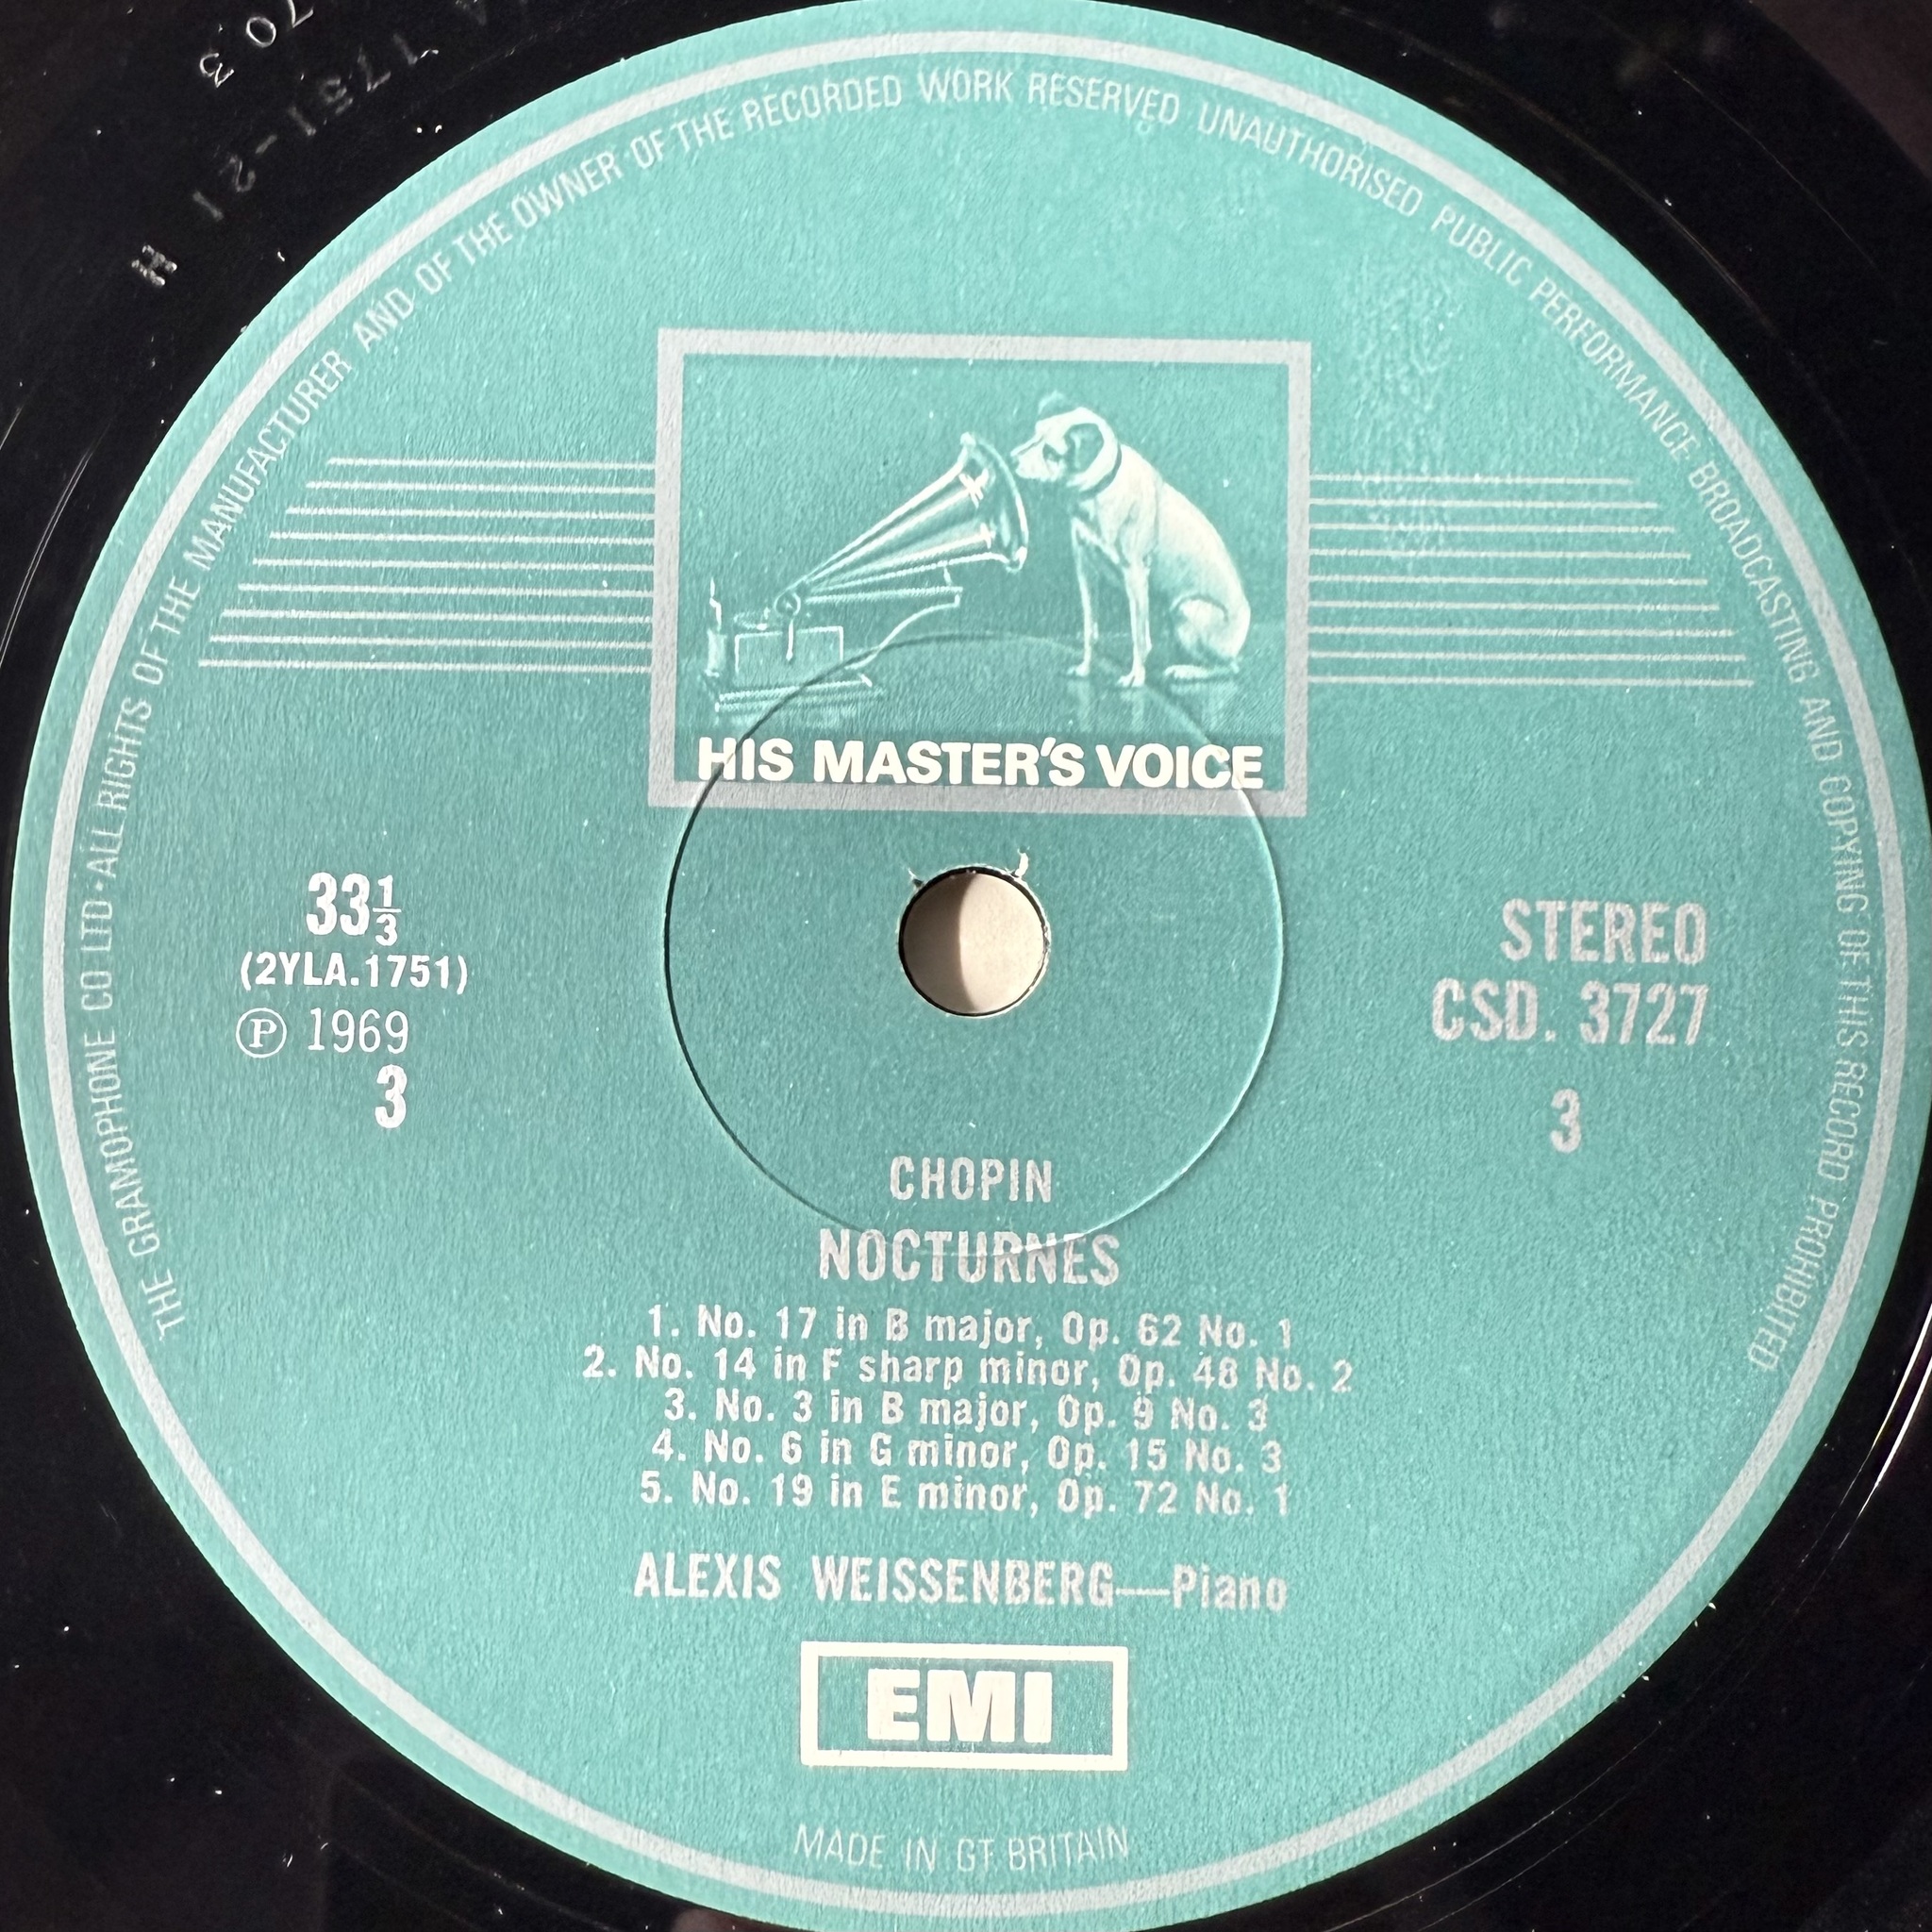 THE GRAMOPHONE CO LTD·ALL RIGHTS OF THE MANUFACTURER AND OF THE OWNER OF THE RECORDED WORK RESERVED UNAUTHORISED PUBLIC PERFORMANCE BROADCASTING AND COPYING OF THIS RECORD PROHIBITED
HIS MASTER'S VOICE
33⅓
(2YLA.1751)
Ⓟ 1969
3
STEREO
CSD. 3727
3
CHOPIN
NOCTURNES
1. No. 17 in B major, Op. 62 No. 1
2. No. 14 in F sharp minor, Op. 48 No. 2
3. No. 3 in B major, Op. 9 No. 3
4. No. 6 in G minor, Op. 15 No. 3
5. No. 19 in E minor, Op. 72 No. 1
ALEXIS WEISSENBERG—Piano
EMI
MADE IN GT. BRITAIN